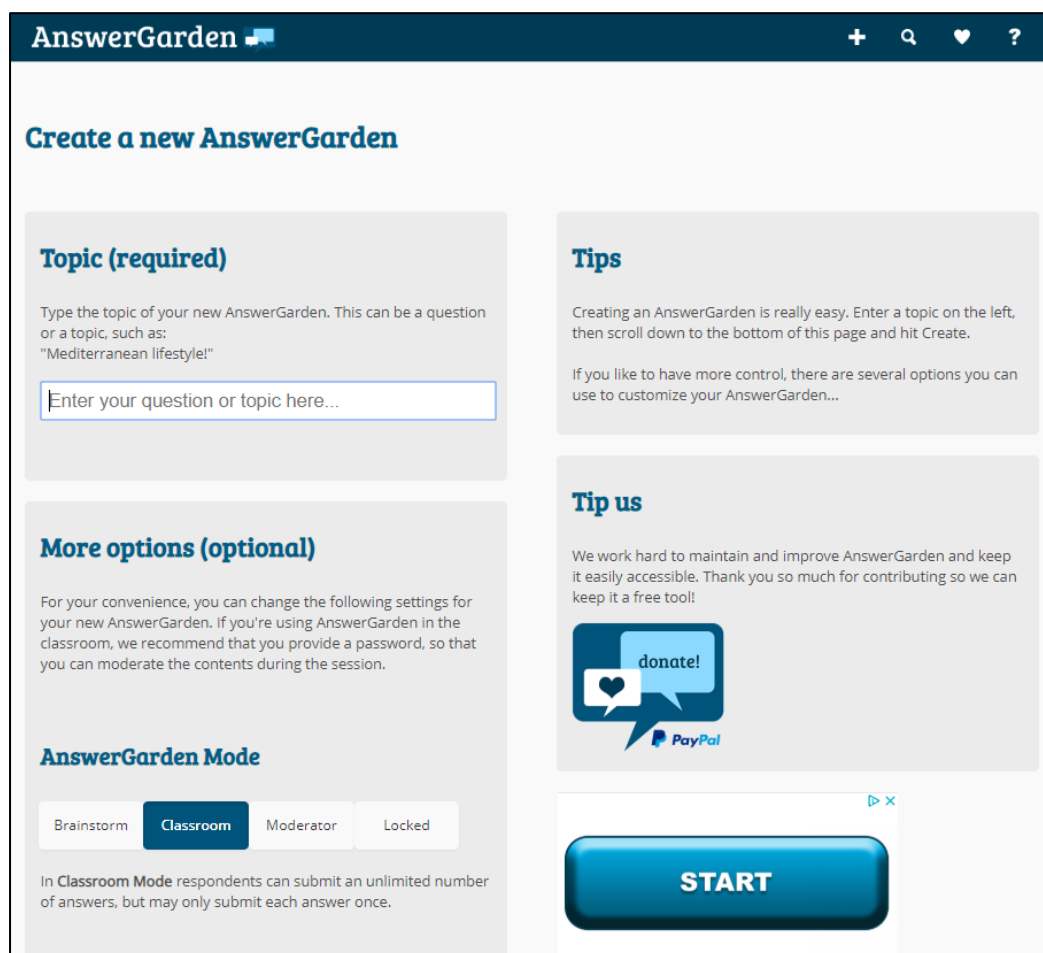 AnswerGarden
?
Create a new AnswerGarden
Topic (required)
Type the topic of your new AnswerGarden. This can be a question
or a topic, such as:
"Mediterranean lifestyle!"
Enter your question or topic here...
More options (optional)
For your convenience, you can change the following settings for
your new AnswerGarden. If you're using AnswerGarden in the
classroom, we recommend that you provide a password, so that
you can moderate the contents during the session.
AnswerGarden Mode
Brainstorm Classroom Moderator Locked
In Classroom Mode respondents can submit an unlimited number
of answers, but may only submit each answer once.
Tips
Creating an AnswerGarden is really easy. Enter a topic on the left,
then scroll down to the bottom of this page and hit Create.
If you like to have more control, there are several options you can
use to customize your AnswerGarden...
Tip us
We work hard to maintain and improve AnswerGarden and keep
it easily accessible. Thank you so much for contributing so we can
keep it a free tool!
donate!
PayPal
START